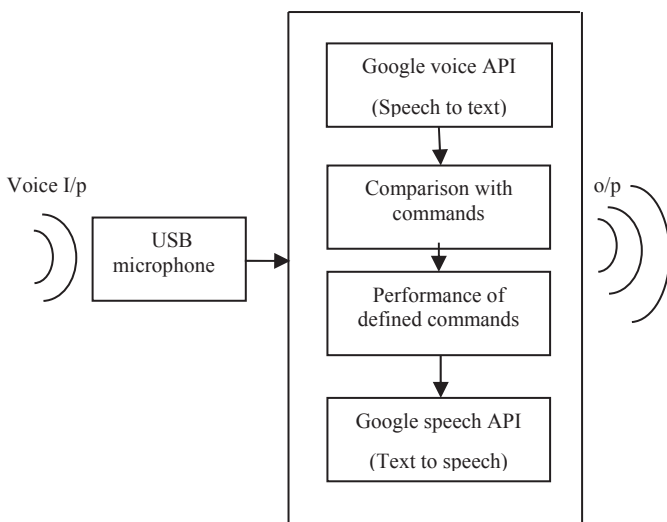 Google voice API
(Speech to text)
Voice I/p
o/p
Comparison with
commands
USB
microphone
Performance of
defined commands
Google speech API
(Text to speech)